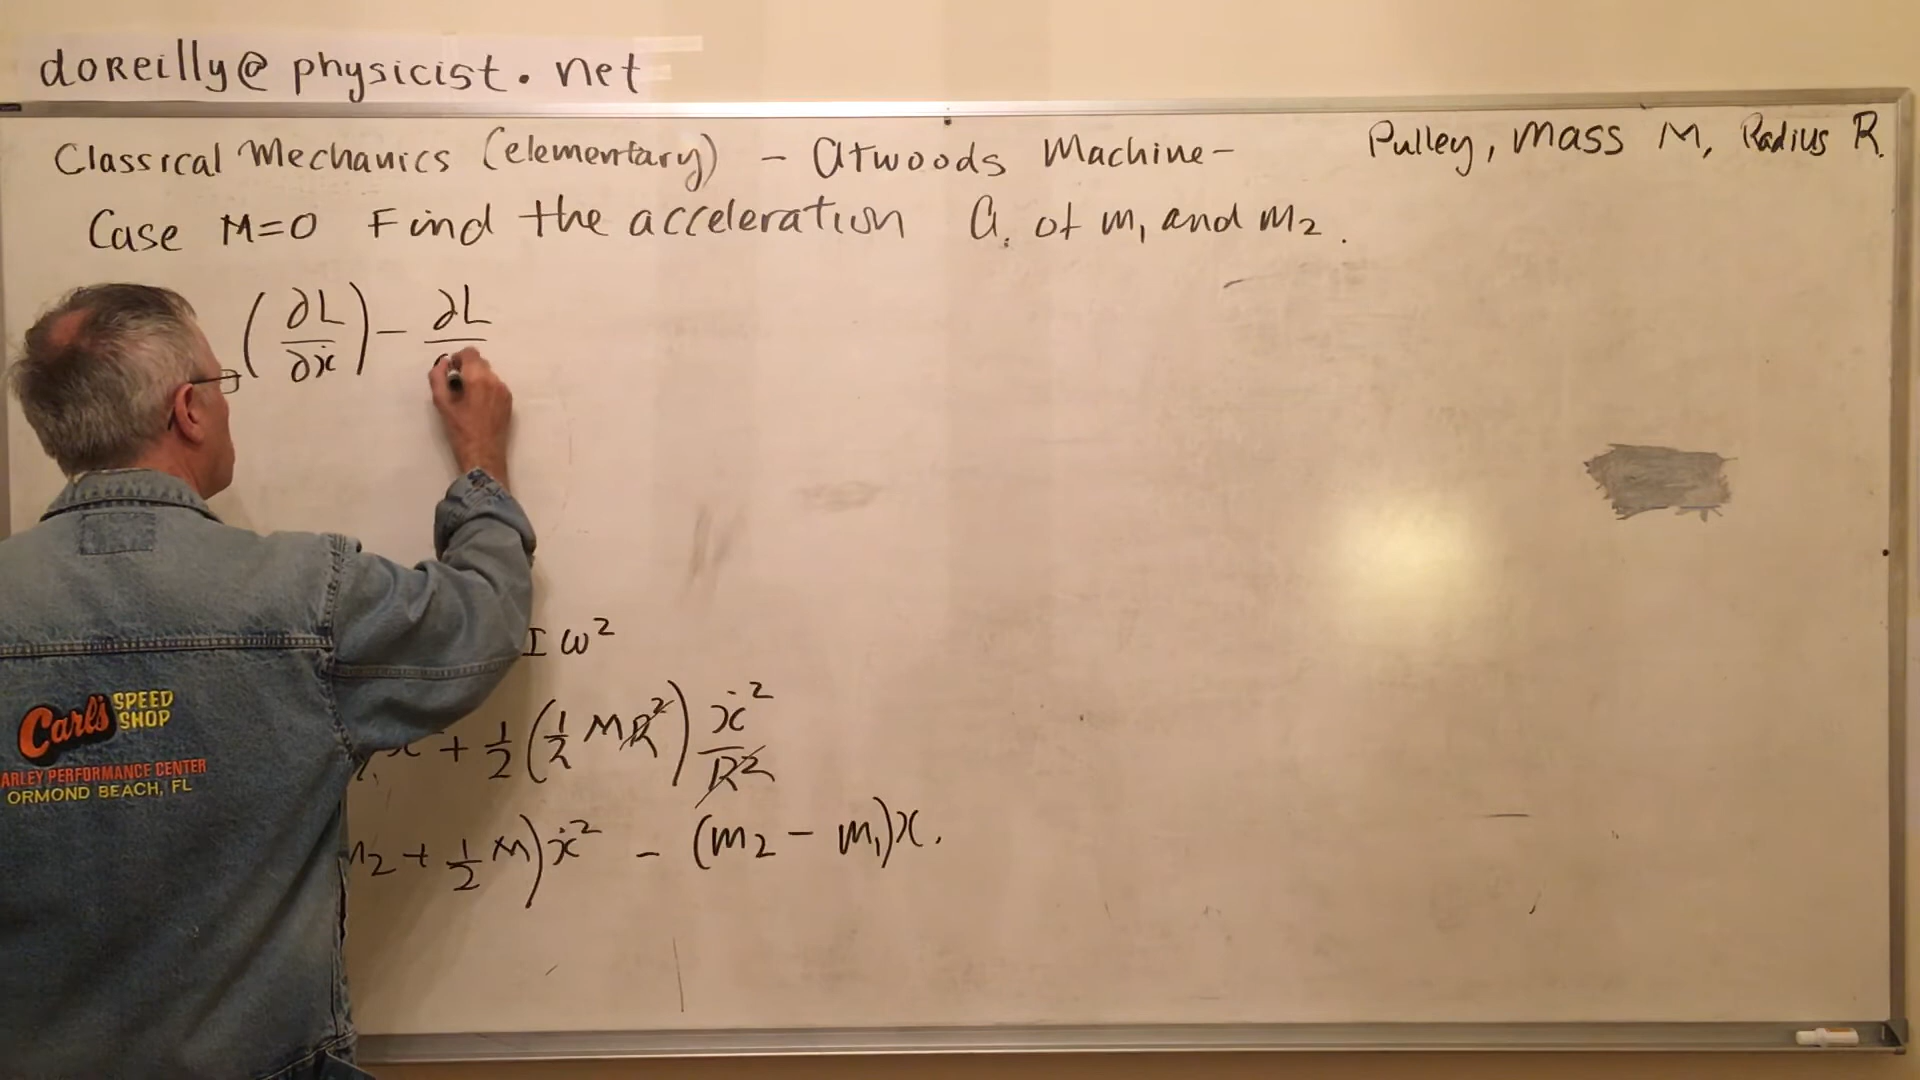 doreilly@physicist.net
Classical Mechanics (elementary) - Atwoods Machine- Pulley, Mass M, Radius R.
Case M=0 Find the acceleration a. of m₁ and m₂.
(∂L/∂ẋ) - ∂L
I ω²
+ 1/2 (1/2 MR²) ẋ²/R²
m₂ + 1/2 M) ẋ² - (m₂ - m₁)x.
Carl's SPEED SHOP
ARLEY PERFORMANCE CENTER
ORMOND BEACH, FL